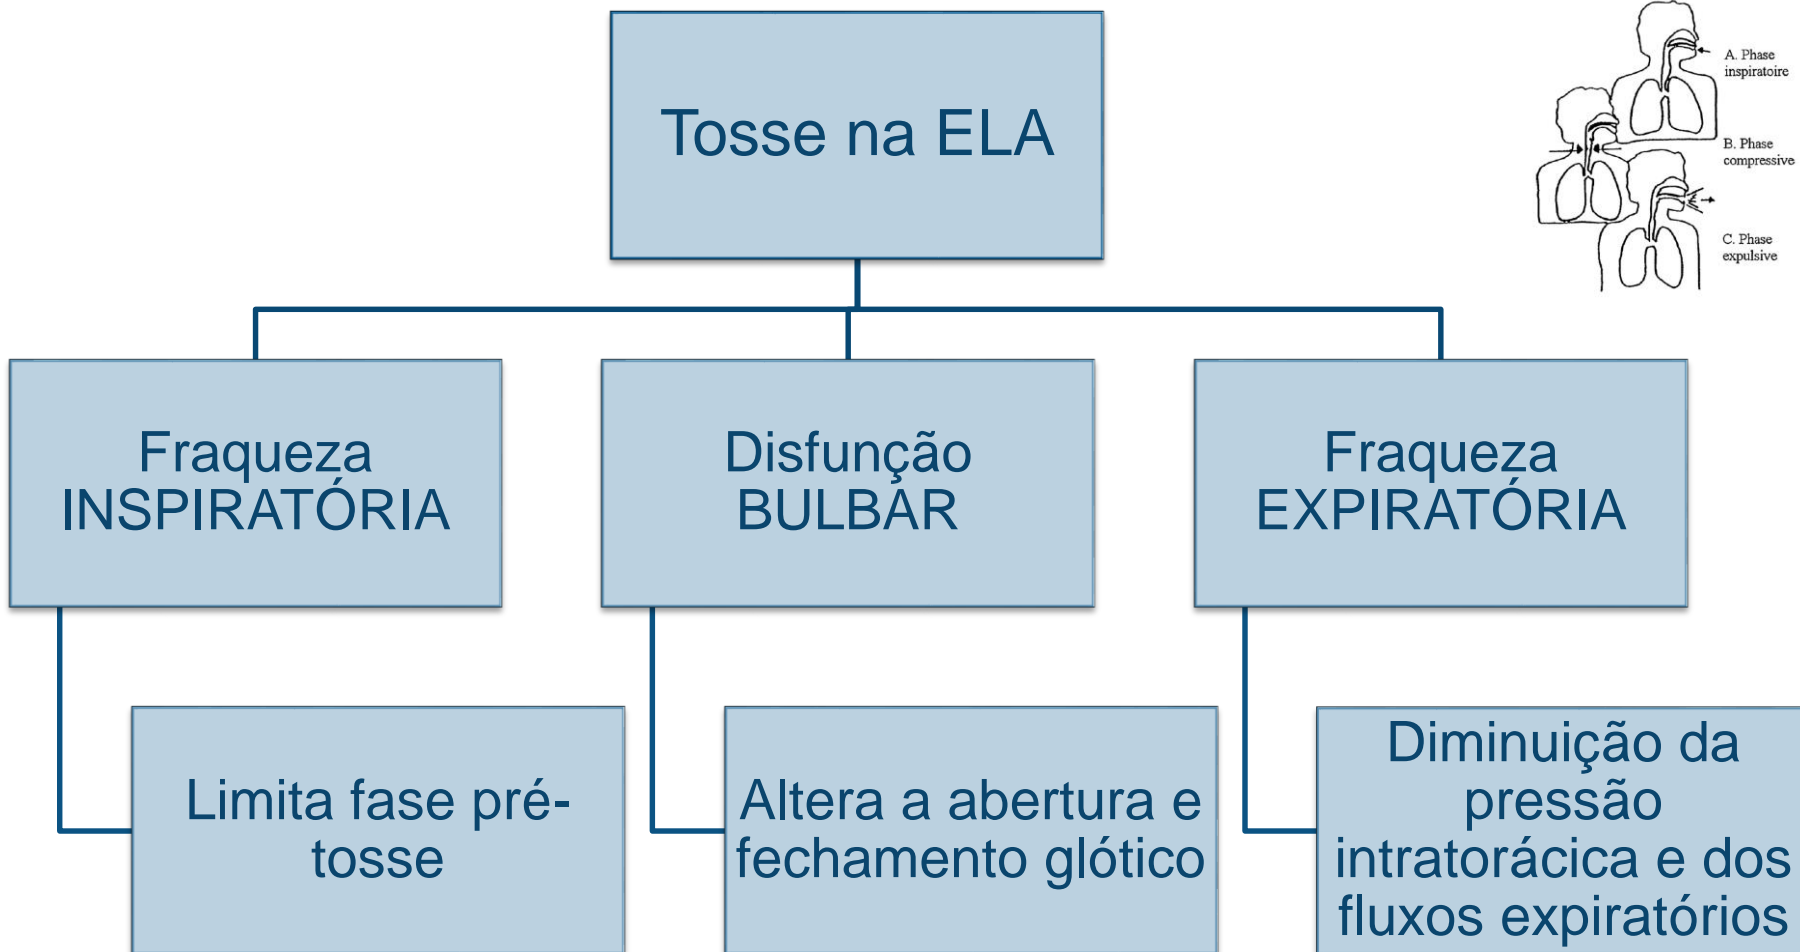 Tosse na ELA
A. Phase
inspiratoire
B. Phase
compressive
C. Phase
expulsive
Fraqueza
INSPIRATÓRIA
Disfunção
BULBAR
Fraqueza
EXPIRATÓRIA
Limita fase pré-
tosse
Altera a abertura e
fechamento glótico
Diminuição da
pressão
intratorácica e dos
fluxos expiratórios